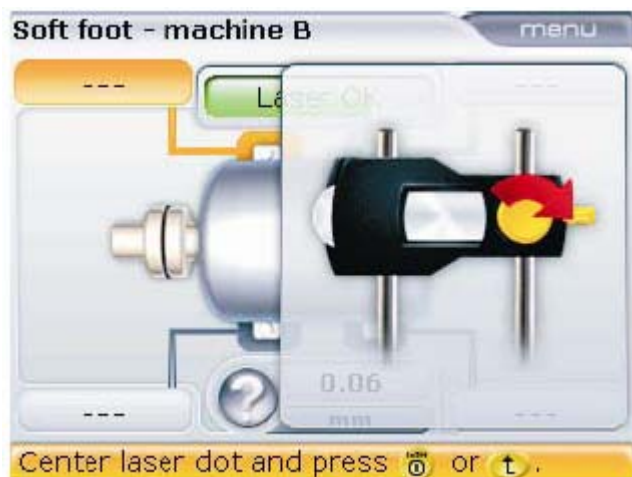 Soft foot - machine B
menu
---
Laser OK
---
0.06
mm
---
---
Center laser dot and press or .